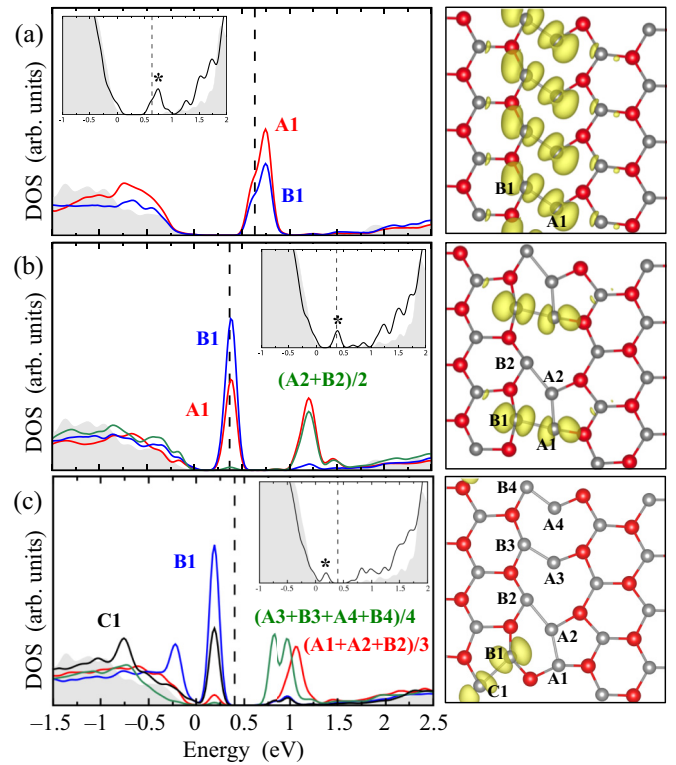 (a)
DOS (arb. units)
*
-1 -0.5 0 0.5 1 1.5 2
A1
B1
B1
A1
(b)
DOS (arb. units)
*
-1 -0.5 0 0.5 1 1.5 2
B1
A1
(A2+B2)/2
B2
A2
B1
A1
(c)
DOS (arb. units)
*
-1 -0.5 0 0.5 1 1.5 2
B1
C1
(A3+B3+A4+B4)/4
(A1+A2+B2)/3
−1.5 −1 −0.5 0 0.5 1 1.5 2 2.5
Energy (eV)
B4
A4
B3
A3
B2
A2
B1
A1
C1